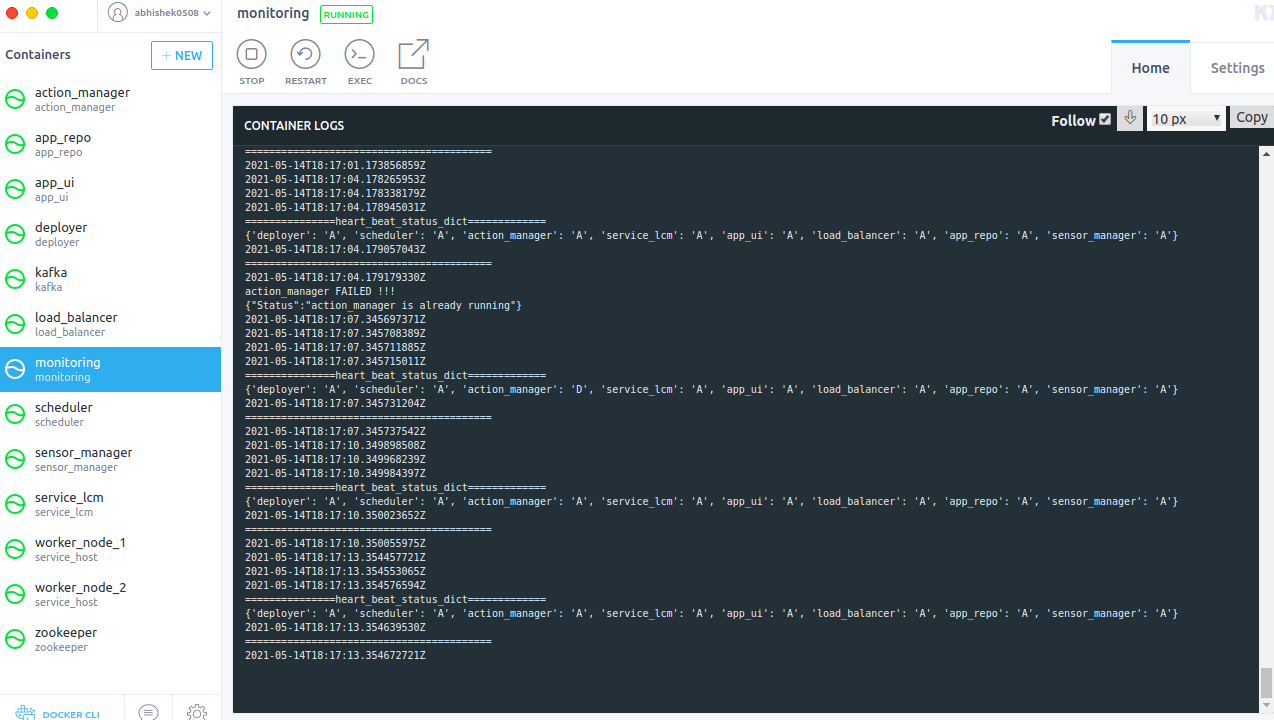 abhishek0508
Containers
+ NEW
action_manager
action_manager
app_repo
app_repo
app_ui
app_ui
deployer
deployer
kafka
kafka
load_balancer
load_balancer
monitoring
monitoring
scheduler
scheduler
sensor_manager
sensor_manager
service_lcm
service_lcm
worker_node_1
service_host
worker_node_2
service_host
zookeeper
zookeeper
DOCKER CLI
monitoring RUNNING
STOP RESTART EXEC DOCS
Home Settings
CONTAINER LOGS Follow 10 px Copy
=========================================
2021-05-14T18:17:01.173856859Z
2021-05-14T18:17:04.178265953Z
2021-05-14T18:17:04.178338179Z
2021-05-14T18:17:04.178945031Z
===============heart_beat_status_dict=============
{'deployer': 'A', 'scheduler': 'A', 'action_manager': 'A', 'service_lcm': 'A', 'app_ui': 'A', 'load_balancer': 'A', 'app_repo': 'A', 'sensor_manager': 'A'}
2021-05-14T18:17:04.179057043Z
=========================================
2021-05-14T18:17:04.179179330Z
action_manager FAILED !!!
{"Status":"action_manager is already running"}
2021-05-14T18:17:07.345697371Z
2021-05-14T18:17:07.345708389Z
2021-05-14T18:17:07.345711885Z
2021-05-14T18:17:07.345715011Z
===============heart_beat_status_dict=============
{'deployer': 'A', 'scheduler': 'A', 'action_manager': 'D', 'service_lcm': 'A', 'app_ui': 'A', 'load_balancer': 'A', 'app_repo': 'A', 'sensor_manager': 'A'}
2021-05-14T18:17:07.345731204Z
=========================================
2021-05-14T18:17:07.345737542Z
2021-05-14T18:17:10.349898508Z
2021-05-14T18:17:10.349968239Z
2021-05-14T18:17:10.349984397Z
===============heart_beat_status_dict=============
{'deployer': 'A', 'scheduler': 'A', 'action_manager': 'A', 'service_lcm': 'A', 'app_ui': 'A', 'load_balancer': 'A', 'app_repo': 'A', 'sensor_manager': 'A'}
2021-05-14T18:17:10.350023652Z
=========================================
2021-05-14T18:17:10.350055975Z
2021-05-14T18:17:13.354457721Z
2021-05-14T18:17:13.354553065Z
2021-05-14T18:17:13.354576594Z
===============heart_beat_status_dict=============
{'deployer': 'A', 'scheduler': 'A', 'action_manager': 'A', 'service_lcm': 'A', 'app_ui': 'A', 'load_balancer': 'A', 'app_repo': 'A', 'sensor_manager': 'A'}
2021-05-14T18:17:13.354639530Z
=========================================
2021-05-14T18:17:13.354672721Z